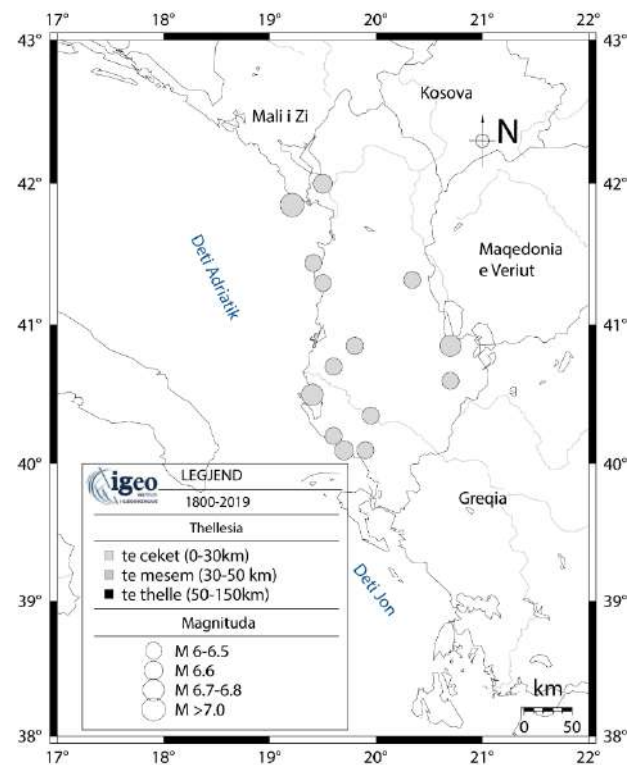 17° 18° 19° 20° 21° 22°
43° 43°
Kosova
Mali i Zi
N
42° 42°
Maqedonia
e Veriut
Deti Adriatik
41° 41°
40° 40°
igeo
LEGJEND
1800-2019
Greqia
Thellesia
te ceket (0-30km)
te mesem (30-50 km)
te thelle (50-150km)
39° 39°
Deti Jon
Magnituda
M 6-6.5
M 6.6
M 6.7-6.8
M >7.0
km
0 50
38° 38°
17° 18° 19° 20° 21° 22°